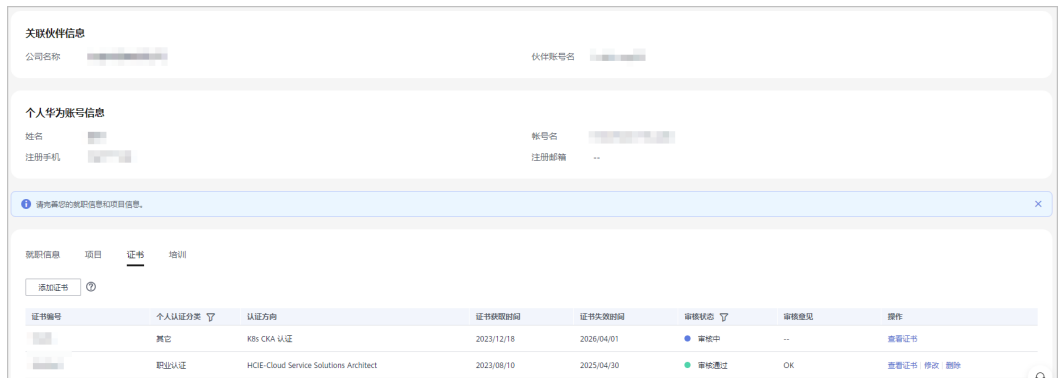 关联伙伴信息
公司名称 伙伴账号名
个人华为账号信息
姓名 帐号名
注册手机 注册邮箱 --
请完善您的就职信息和项目信息。
就职信息 项目 证书 培训
添加证书
证书编号 个人认证分类 认证方向 证书获取时间 证书失效时间 审核状态 审核意见 操作
其它 K8s CKA 认证 2023/12/18 2026/04/01 审核中 -- 查看证书
职业认证 HCIE-Cloud Service Solutions Architect 2023/08/10 2025/04/30 审核通过 OK 查看证书 | 修改 | 删除